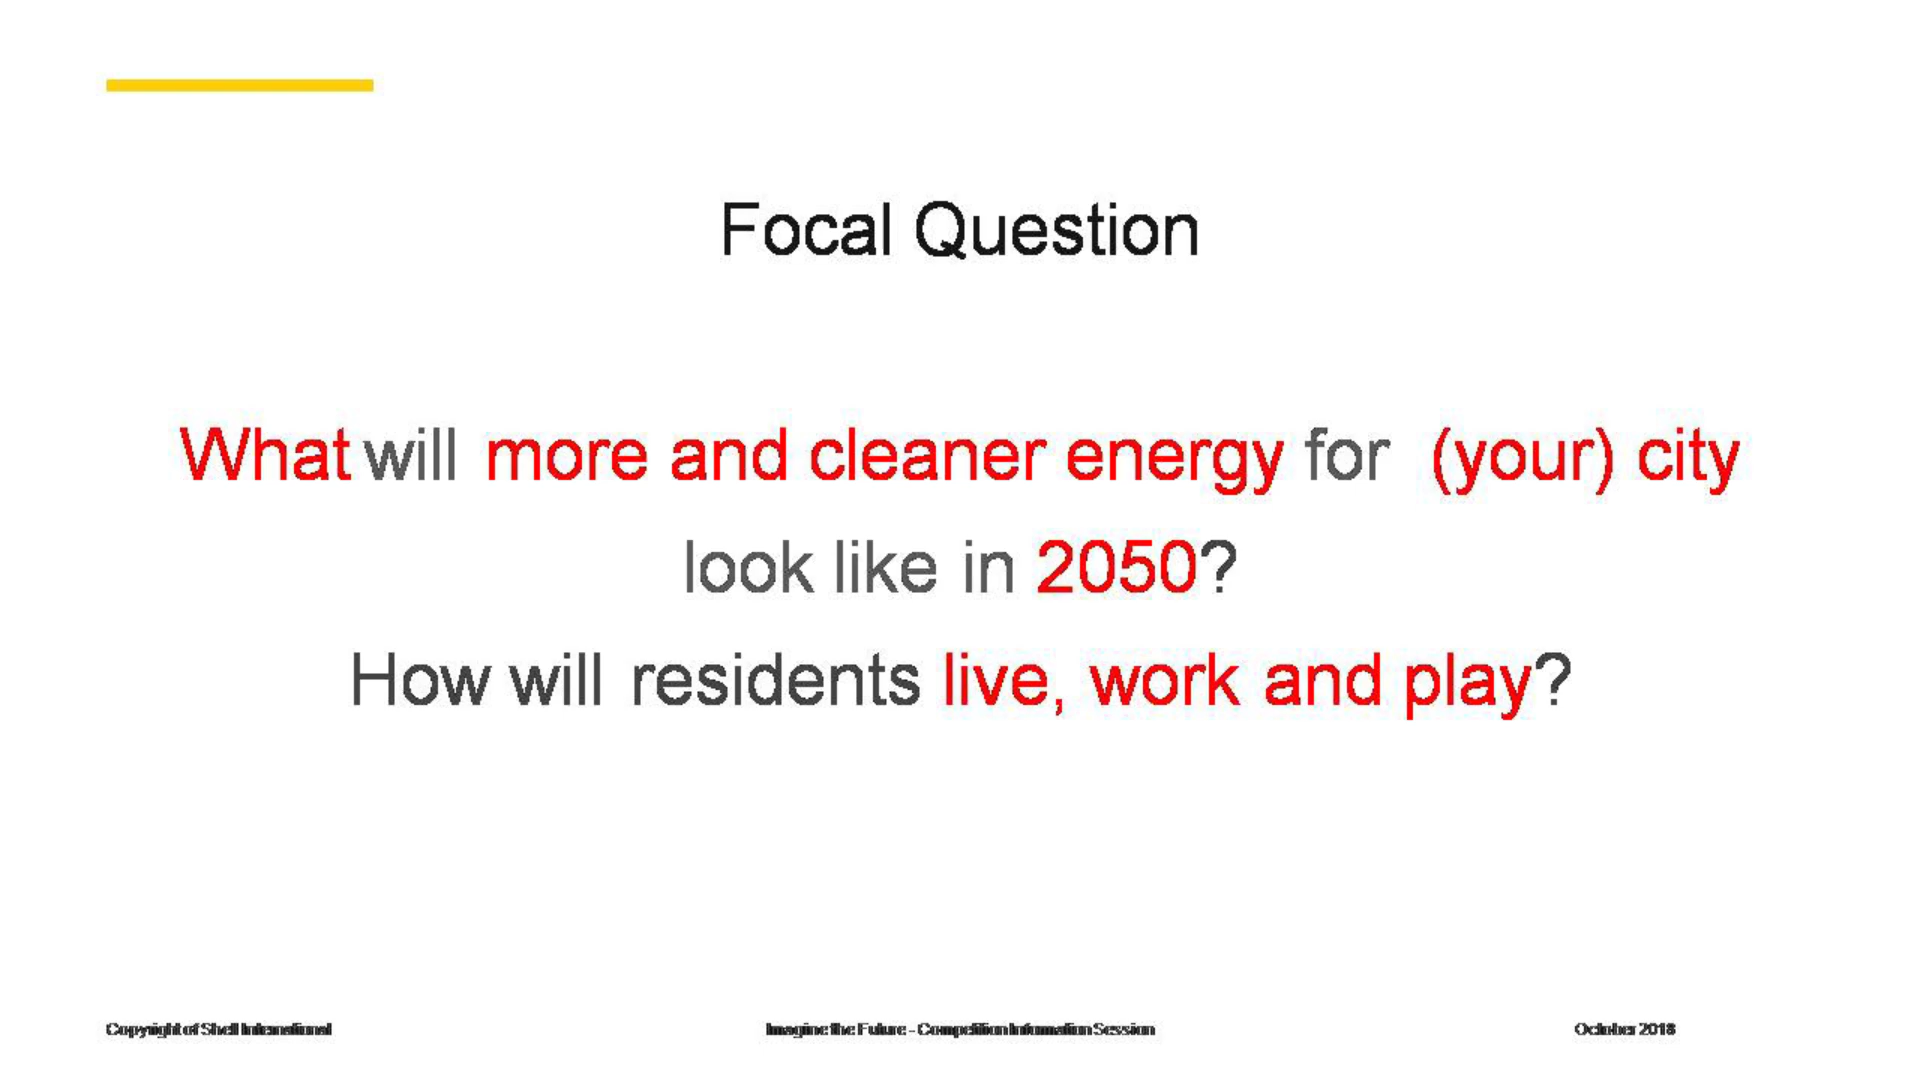 Focal Question
What will more and cleaner energy for (your) city
look like in 2050?
How will residents live, work and play?
Copyright of Shell International
Imagine the Future - Competition Information Session
October 2018